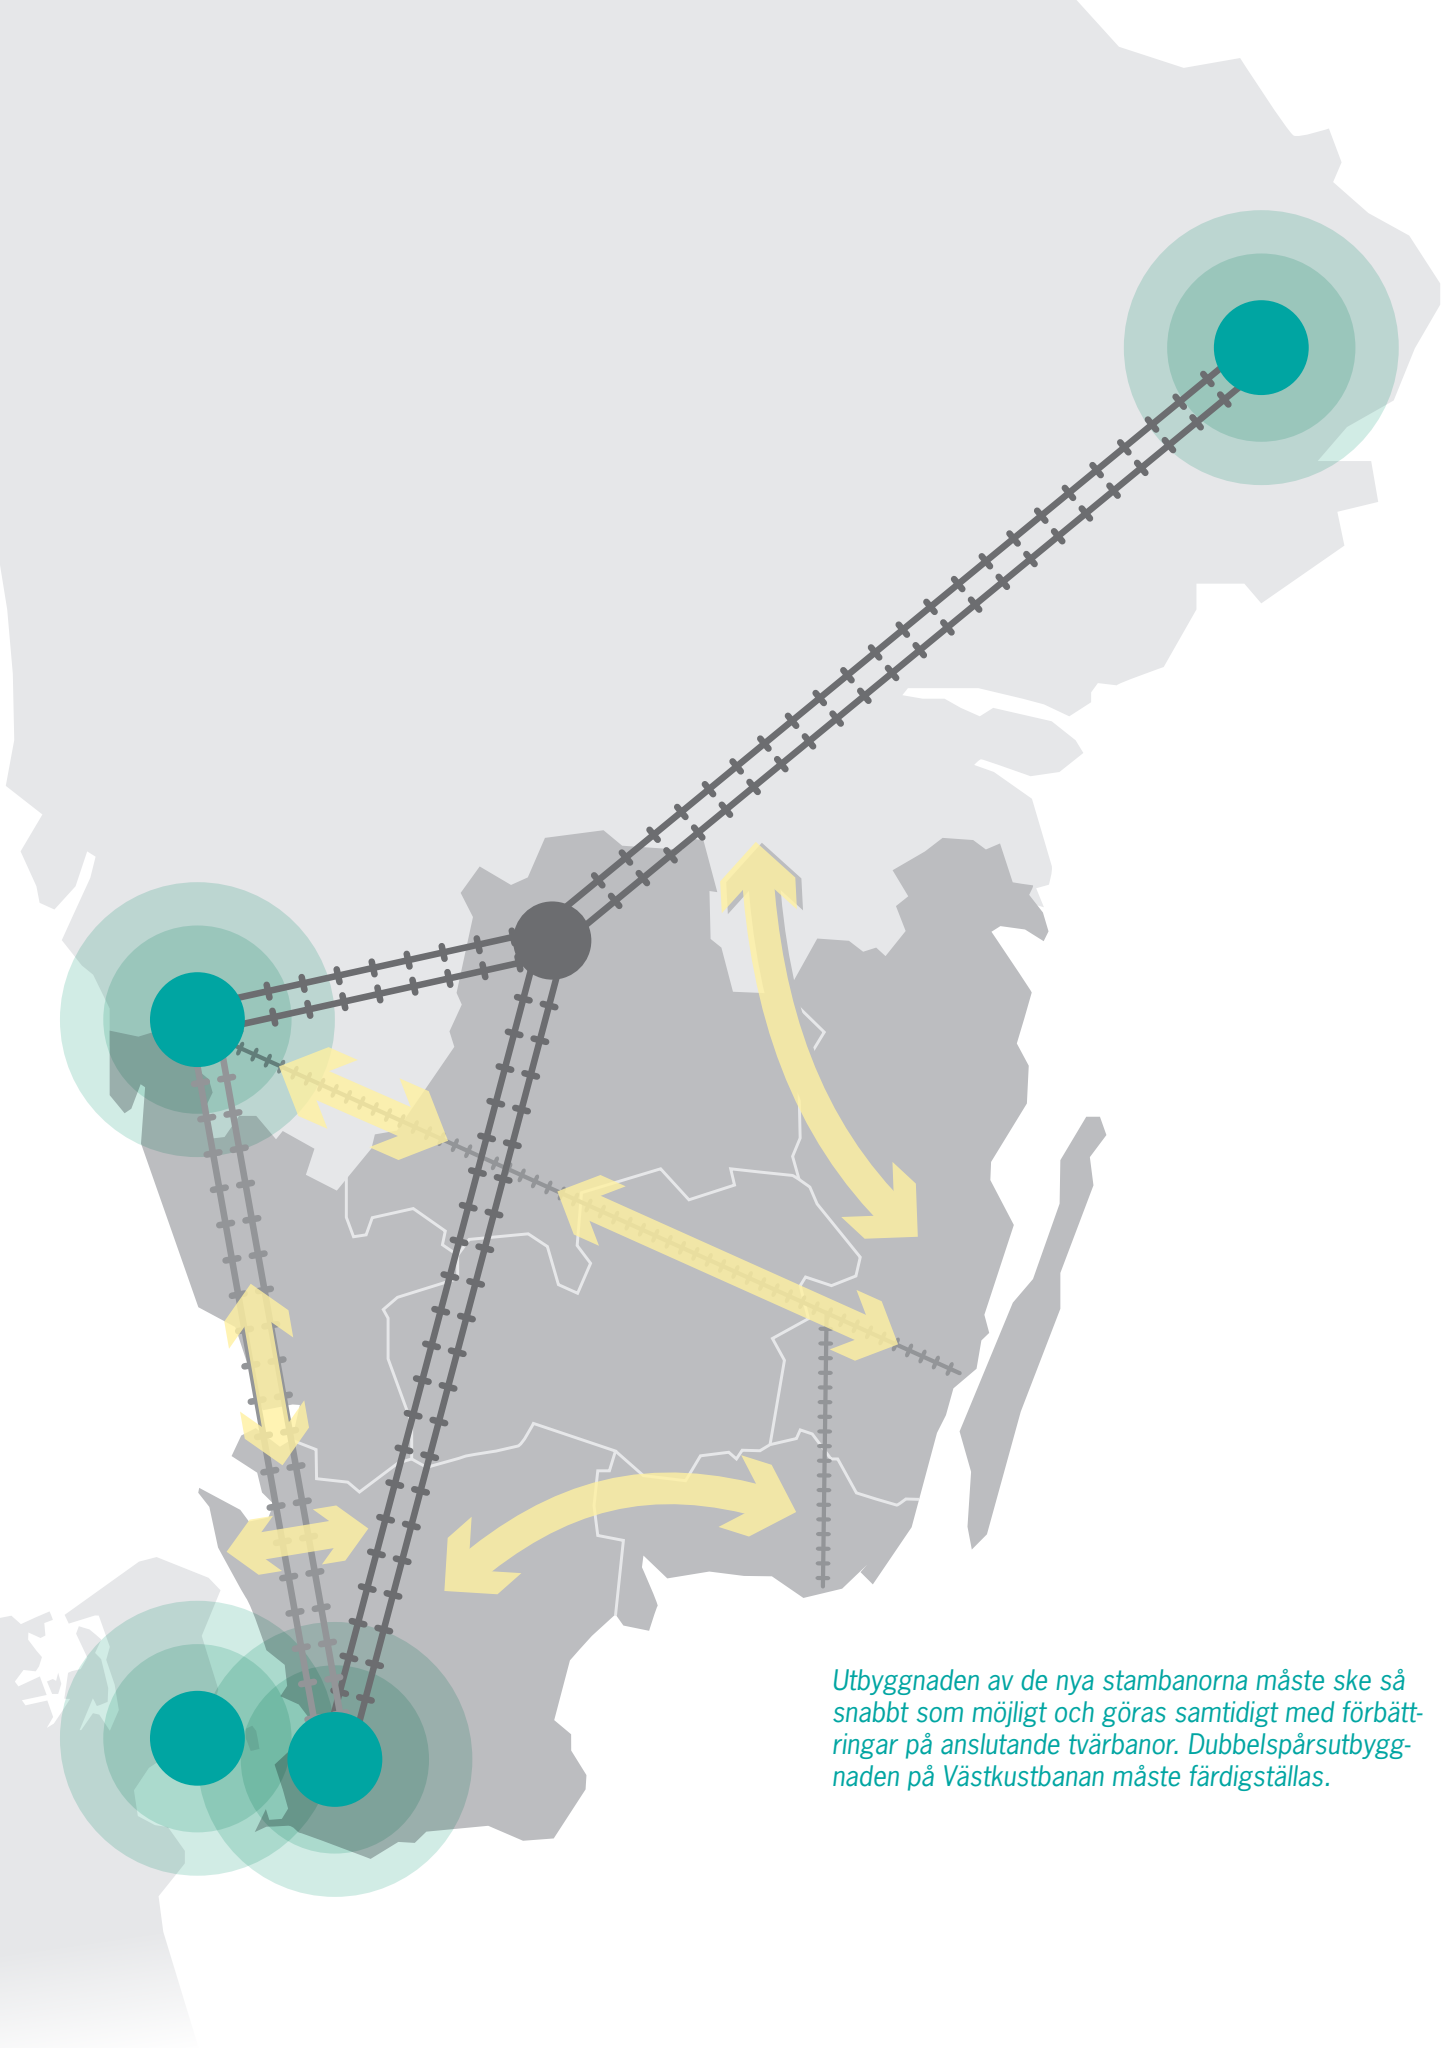 Utbyggnaden av de nya stambanorna måste ske så
snabbt som möjligt och göras samtidigt med förbätt-
ringar på anslutande tvärbanor. Dubbelspårsutbygg-
naden på Västkustbanan måste färdigställas.